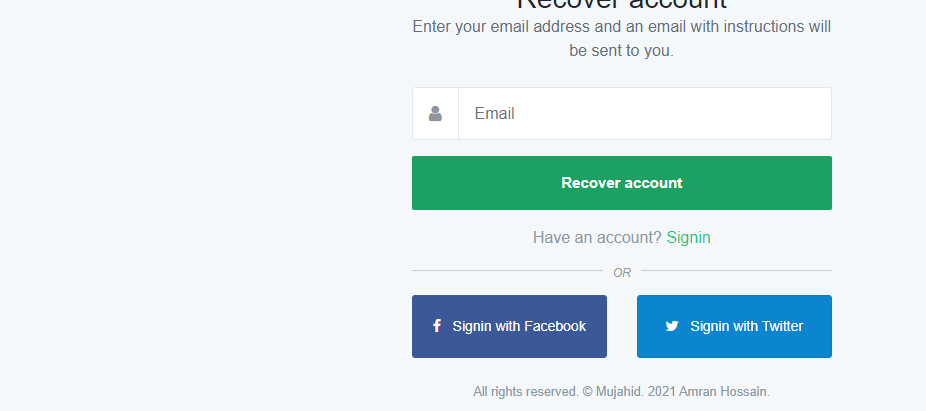 Recover account
Enter your email address and an email with instructions will
be sent to you.
Email
Recover account
Have an account? Signin
OR
Signin with Facebook
Signin with Twitter
All rights reserved. © Mujahid. 2021 Amran Hossain.